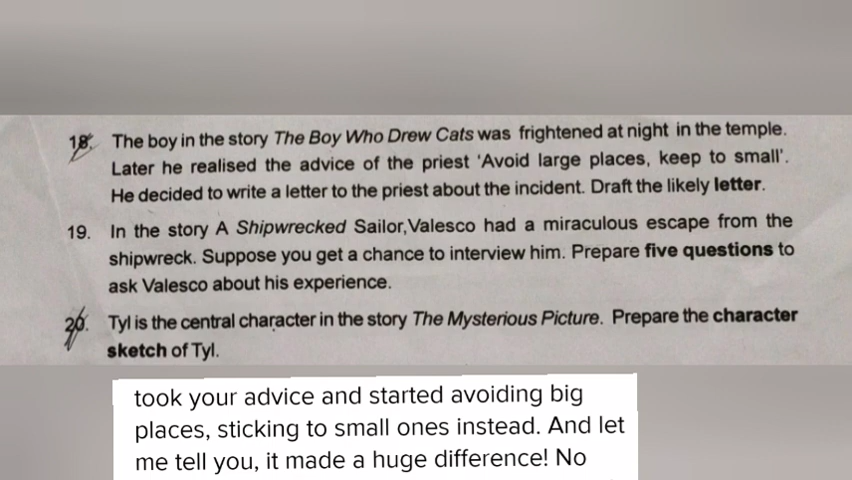 18. The boy in the story The Boy Who Drew Cats was frightened at night in the temple.
Later he realised the advice of the priest 'Avoid large places, keep to small'.
He decided to write a letter to the priest about the incident. Draft the likely letter.
19. In the story A Shipwrecked Sailor,Valesco had a miraculous escape from the
shipwreck. Suppose you get a chance to interview him. Prepare five questions to
ask Valesco about his experience.
20. Tyl is the central character in the story The Mysterious Picture. Prepare the character
sketch of Tyl.
took your advice and started avoiding big
places, sticking to small ones instead. And let
me tell you, it made a huge difference! No